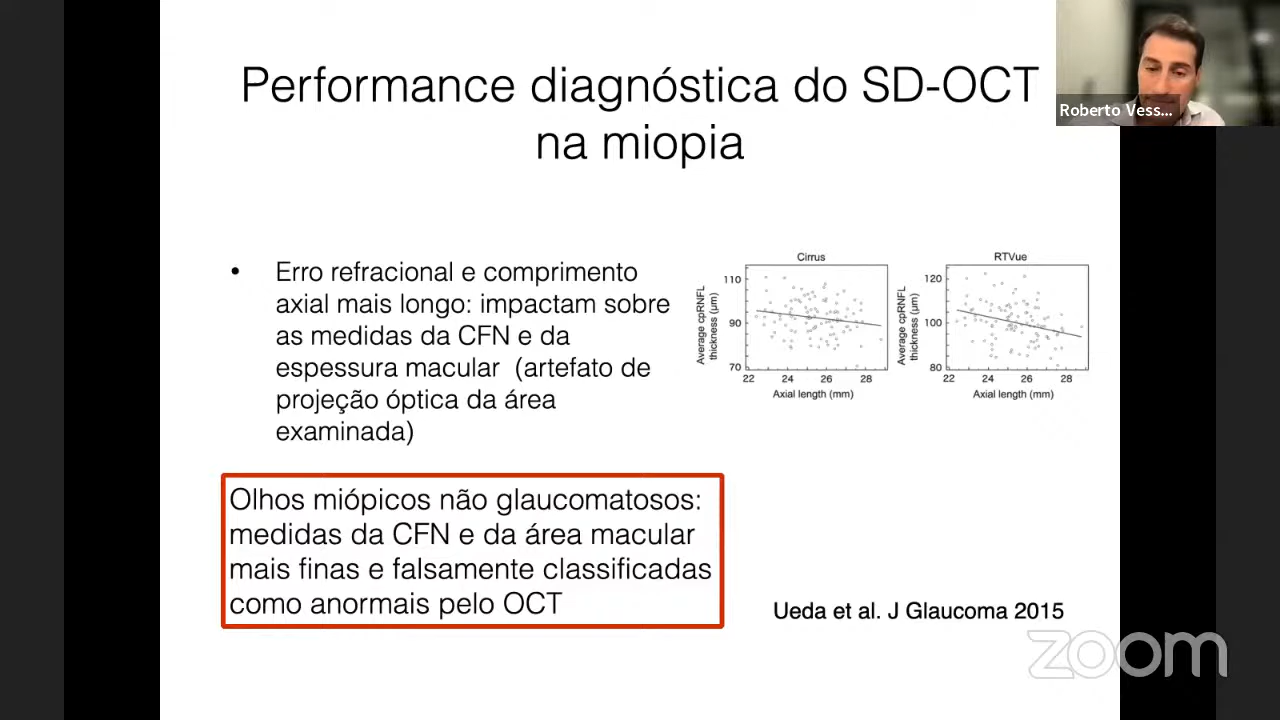 Performance diagnóstica do SD-OCT
na miopia
Roberto Vess...
• Erro refracional e comprimento
axial mais longo: impactam sobre
as medidas da CFN e da
espessura macular (artefato de
projeção óptica da área
examinada)
Cirrus
Average cpRNFL
thickness (µm)
110
90
70
22 24 26 28
Axial length (mm)
RTVue
Average cpRNFL
thickness (µm)
120
100
80
22 24 26 28
Axial length (mm)
Olhos miópicos não glaucomatosos:
medidas da CFN e da área macular
mais finas e falsamente classificadas
como anormais pelo OCT
Ueda et al. J Glaucoma 2015
zoom